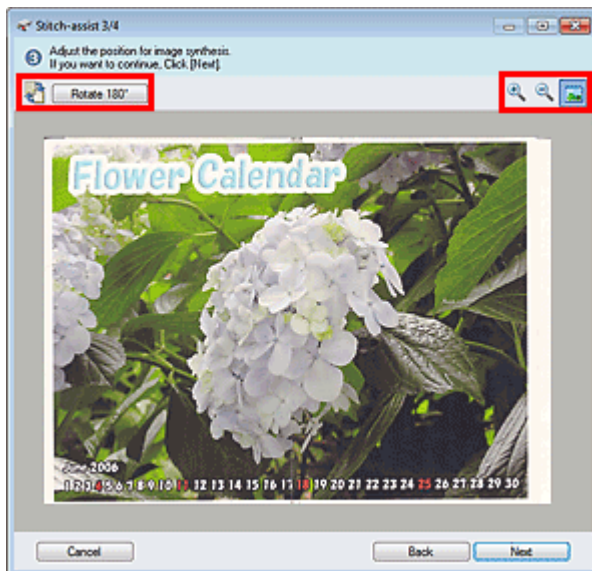 Stitch-assist 3/4
3 Adjust the position for image synthesis.
If you want to continue, Click [Next].
Rotate 180°
Flower Calendar
June,2006
1 2 3 4 5 6 7 8 9 10 11 12 13 14 15 16 17 18 19 20 21 22 23 24 25 26 27 28 29 30
Cancel Back Next